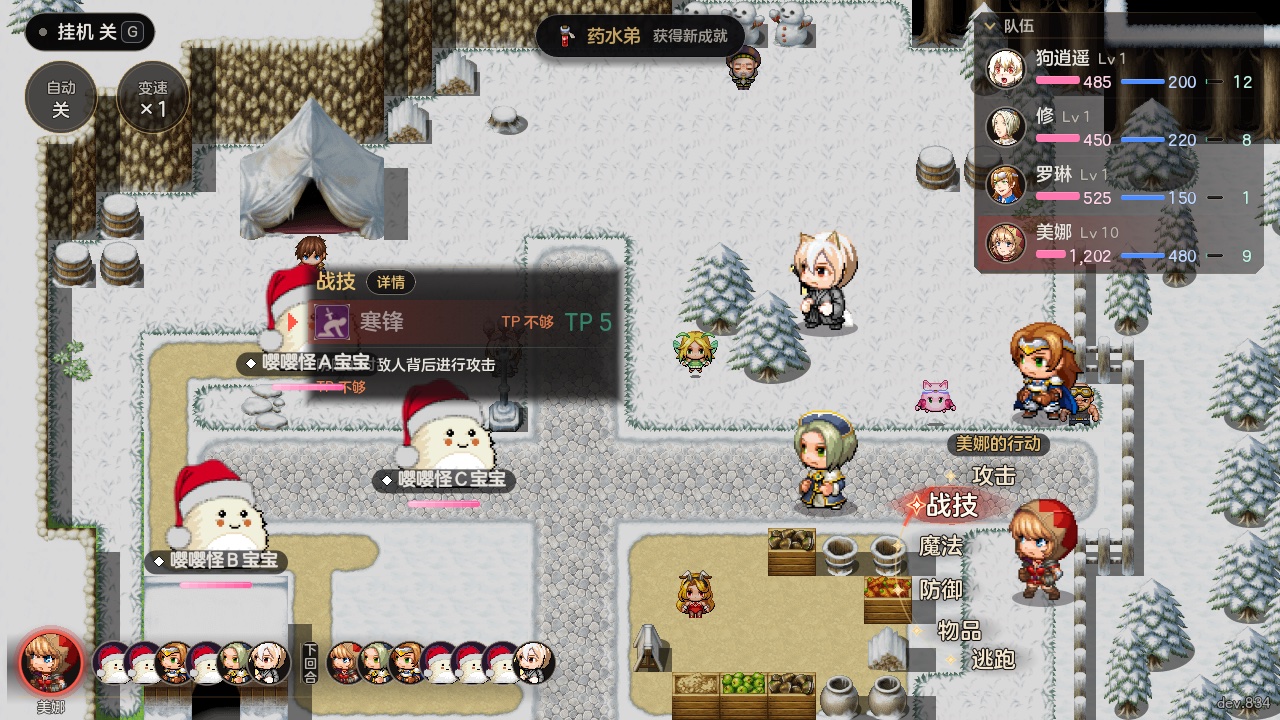 挂机 关 G
自动
关
变速
×1
药水弟 获得新成就
队伍
狗逍遥 Lv 1
485 200 12
修 Lv 1
450 220 8
罗琳 Lv 1
525 150 1
美娜 Lv 10
1,202 480 9
战技 详情
寒锋 TP 不够 TP 5
敌人背后进行攻击
TP 不够
嘤嘤怪A宝宝
嘤嘤怪C宝宝
嘤嘤怪B宝宝
美娜的行动
攻击
战技
魔法
防御
物品
逃跑
下回合
美娜
dev.834